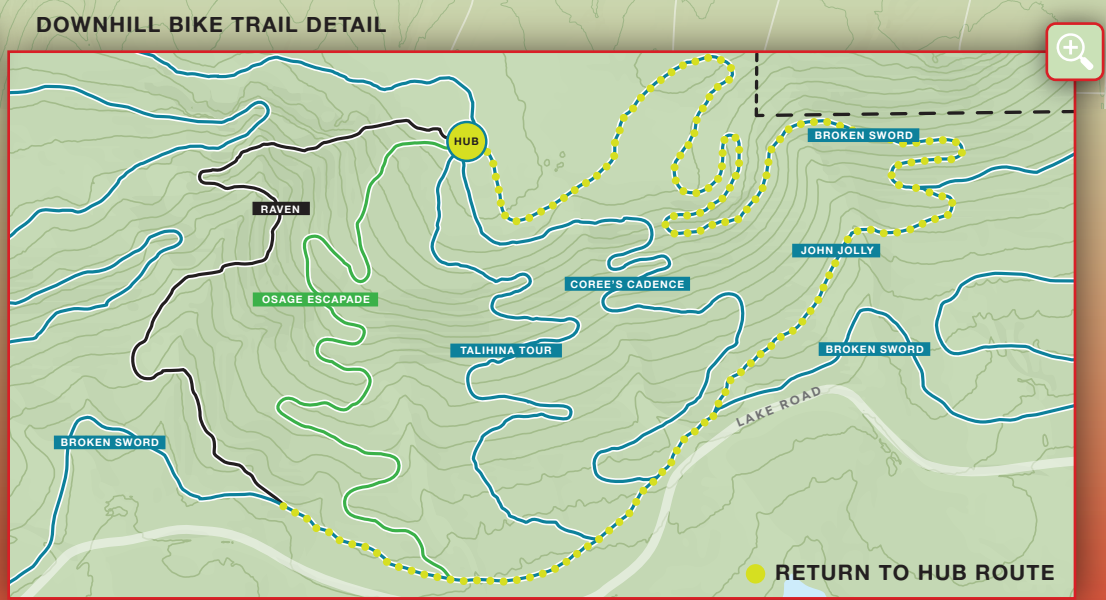 DOWNHILL BIKE TRAIL DETAIL
HUB
BROKEN SWORD
RAVEN
JOHN JOLLY
COREE'S CADENCE
OSAGE ESCAPADE
TALIHINA TOUR
BROKEN SWORD
LAKE ROAD
BROKEN SWORD
RETURN TO HUB ROUTE